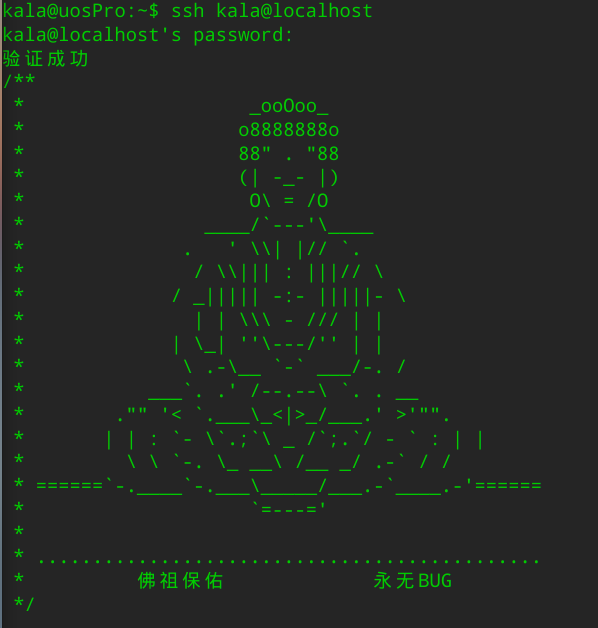 kala@uosPro:~$ ssh kala@localhost
kala@localhost's password:
验证成功
/**
 *                    _ooOoo_
 *                   o8888888o
 *                   88" . "88
 *                   (| -_- |)
 *                    O\ = /O
 *                ____/`---'\____
 *              .   ' \\| |// `.
 *               / \\||| : |||// \
 *             / _||||| -:- |||||- \
 *               | | \\\ - /// | |
 *             | \_| ''\---/'' | |
 *              \ .-\__ `-` ___/-. /
 *           ___`. .' /--.--\ `. . __
 *        ."" '< `.___\_<|>_/___.' >'"".
 *       | | : `- \`.;`\ _ /`;.`/ - ` : | |
 *         \ \ `-. \_ __\ /__ _/ .-` / /
 * ======`-.____`-.___\_____/___.-`____.-'======
 *                    `=---='
 *
 * .............................................
 *          佛祖保佑             永无BUG
 */